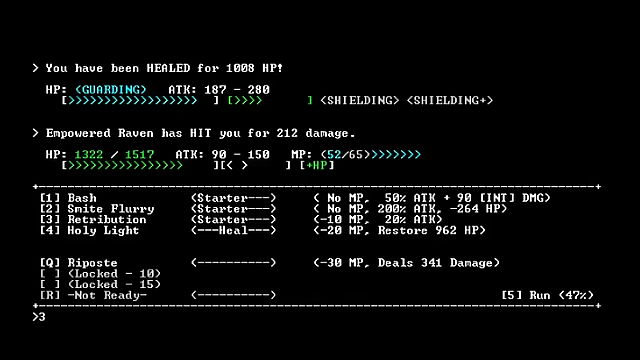 > You have been HEALED for 1008 HP!
HP: <GUARDING> ATK: 187 - 280
[>>>>>>>>>>>>>>>>>>> ] [>>>> ] <SHIELDING> <SHIELDING+>
> Empowered Raven has HIT you for 212 damage.
HP: 1322 / 1517 ATK: 90 - 150 MP: <52/65>>>>>>>>>
[>>>>>>>>>>>>>>>>> ][< > ] [+HP]
+----------------------------------------------------------------------------------+
[1] Bash <Starter---> ( No MP, 50% ATK + 90 [INT] DMG)
[2] Smite Flurry <Starter---> ( No MP, 200% ATK, -264 HP)
[3] Retribution <Starter---> (-10 MP, 20% ATK)
[4] Holy Light <---Heal---> (-20 MP, Restore 962 HP)
[Q] Riposte <----------> (-30 MP, Deals 341 Damage)
[ ] (Locked - 10)
[ ] (Locked - 15)
[R] -Not Ready- <----------> [5] Run (47%)
+----------------------------------------------------------------------------------+
>3